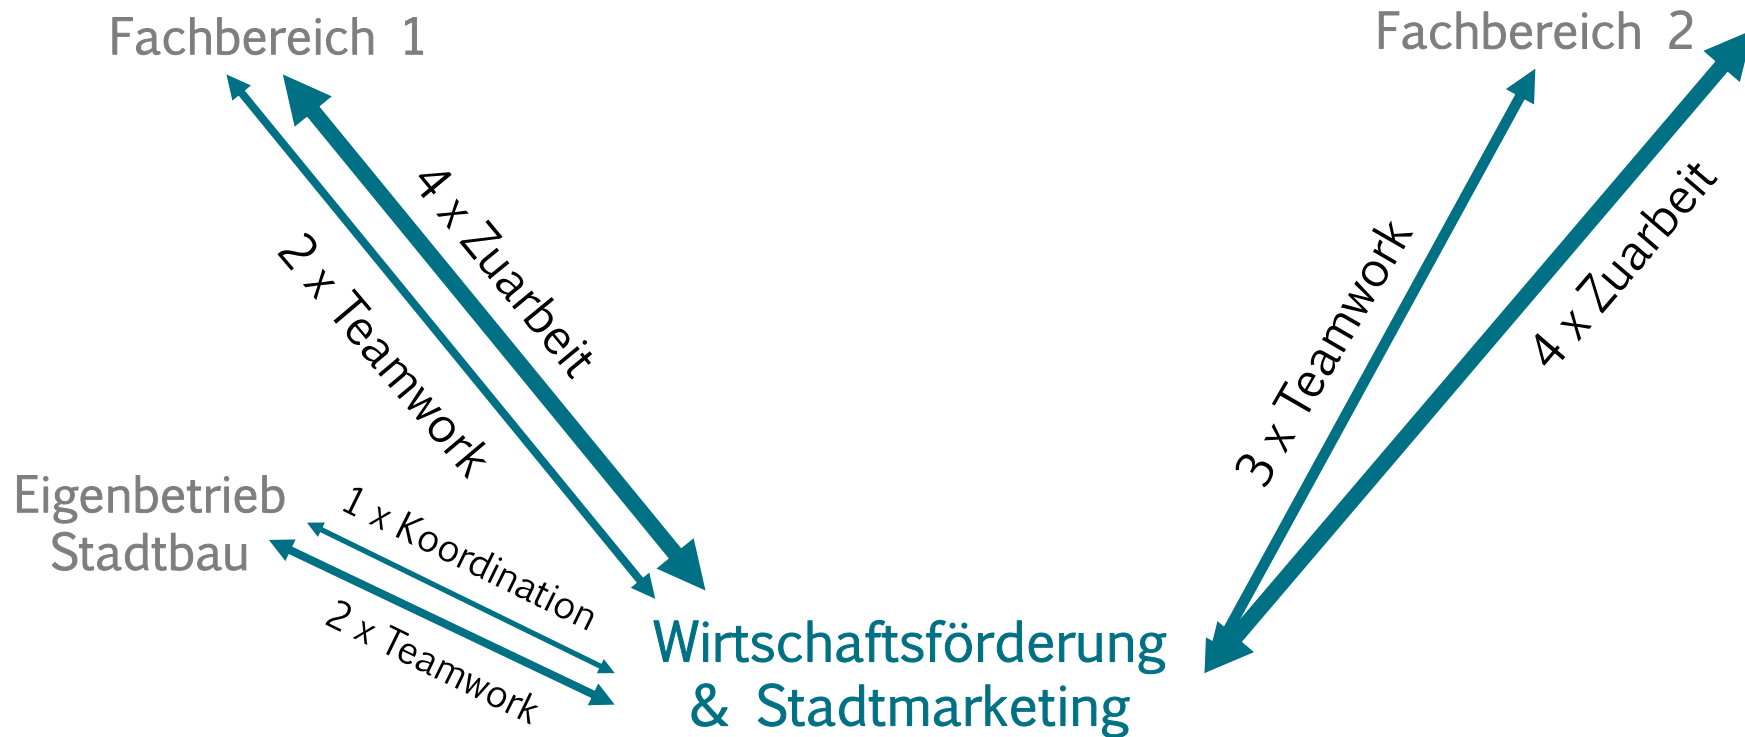 Fachbereich 1
Fachbereich 2
4 x Zuarbeit
2 x Teamwork
3 x Teamwork
4 x Zuarbeit
Eigenbetrieb
Stadtbau
1 x Koordination
2 x Teamwork
Wirtschaftsförderung
& Stadtmarketing